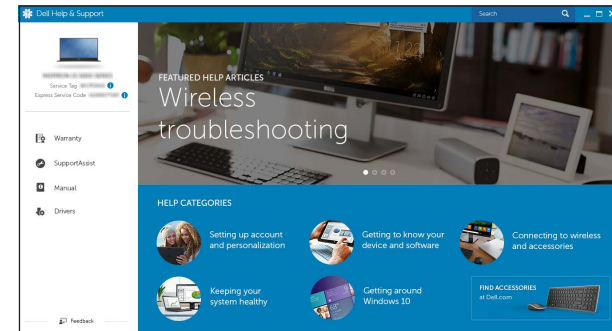 Dell Help & Support
Search
Service Tag
Express Service Code
Warranty
SupportAssist
Manual
Drivers
Feedback
FEATURED HELP ARTICLES
Wireless
troubleshooting
HELP CATEGORIES
Setting up account
and personalization
Getting to know your
device and software
Connecting to wireless
and accessories
Keeping your
system healthy
Getting around
Windows 10
FIND ACCESSORIES
at Dell.com